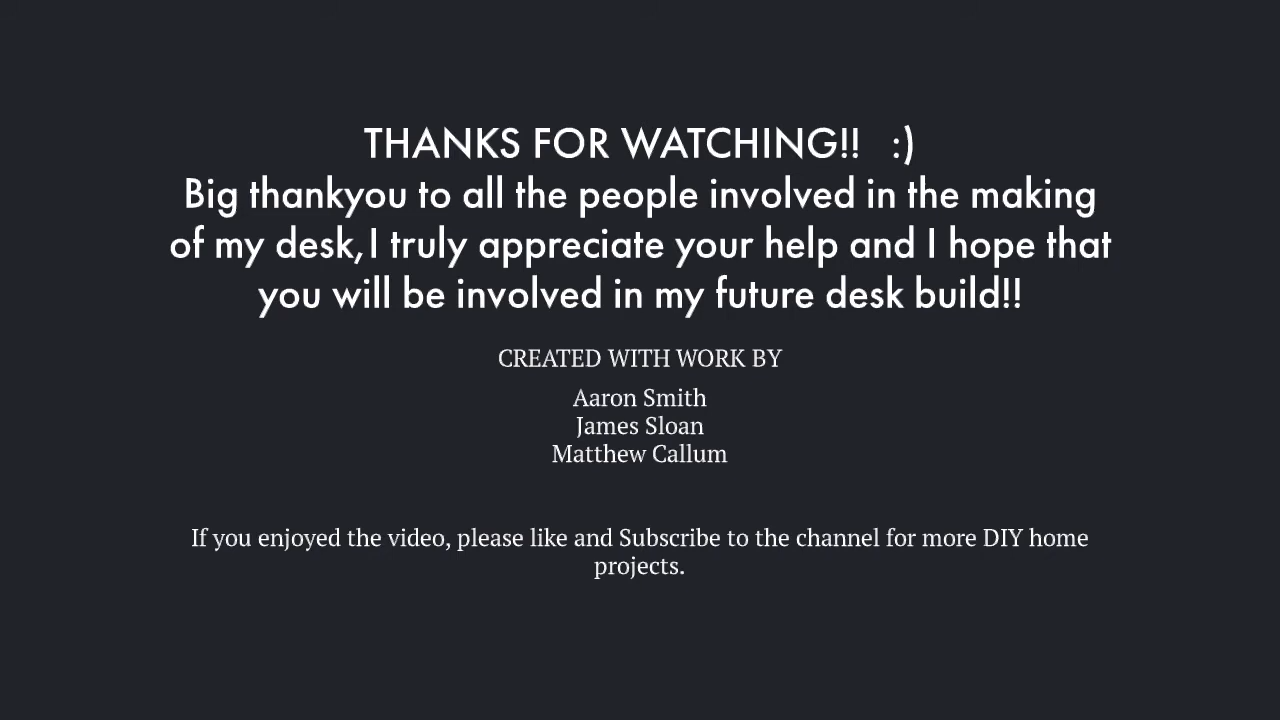 THANKS FOR WATCHING!! :)
Big thankyou to all the people involved in the making
of my desk,I truly appreciate your help and I hope that
you will be involved in my future desk build!!
CREATED WITH WORK BY
Aaron Smith
James Sloan
Matthew Callum
If you enjoyed the video, please like and Subscribe to the channel for more DIY home
projects.